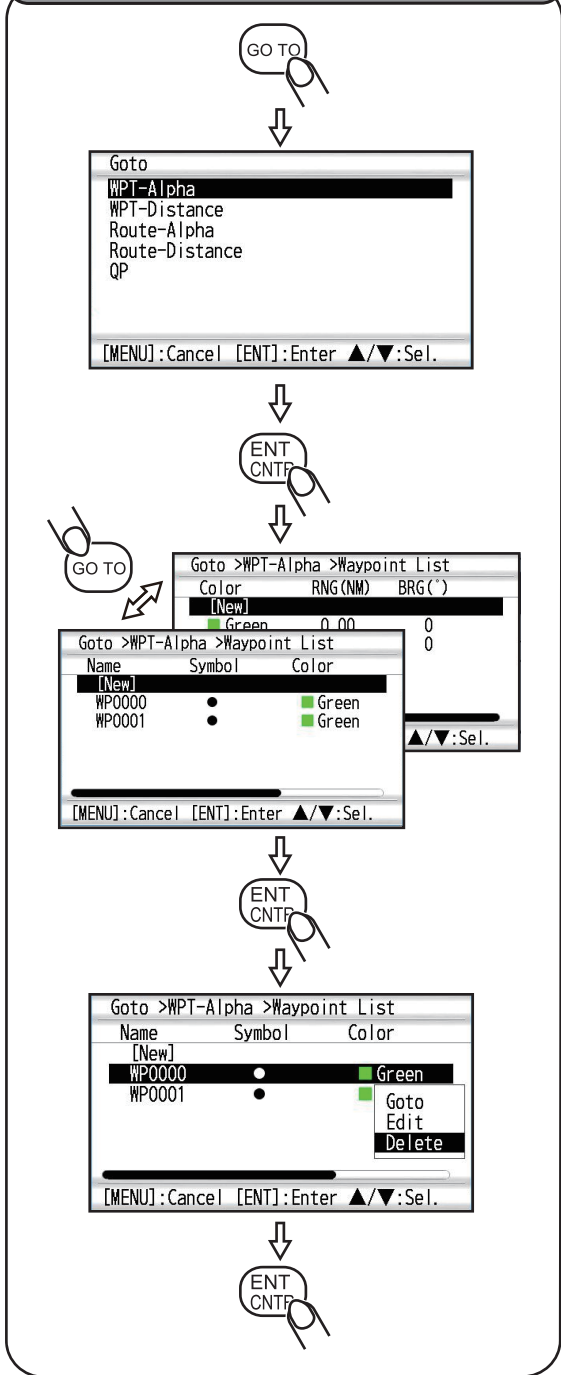 GO TO
Goto
WPT-Alpha
WPT-Distance
Route-Alpha
Route-Distance
QP
[MENU]:Cancel [ENT]:Enter ▲/▼:Sel.
ENT
CNTR
GO TO
Goto >WPT-Alpha >Waypoint List
Color RNG(NM) BRG(°)
[New]
Green 0.00 0
0
▲/▼:Sel.
Goto >WPT-Alpha >Waypoint List
Name Symbol Color
[New]
WP0000 ● Green
WP0001 ● Green
[MENU]:Cancel [ENT]:Enter ▲/▼:Sel.
ENT
CNTR
Goto >WPT-Alpha >Waypoint List
Name Symbol Color
[New]
WP0000 ● Green
WP0001 ●
Goto
Edit
Delete
[MENU]:Cancel [ENT]:Enter ▲/▼:Sel.
ENT
CNTR